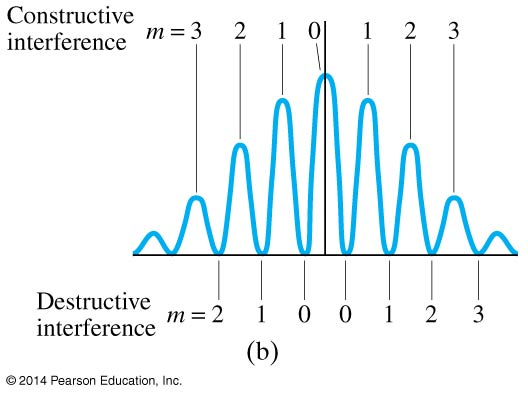 Constructive
interference m = 3 2 1 0 1 2 3
Destructive
interference m = 2 1 0 0 1 2 3
(b)
© 2014 Pearson Education, Inc.